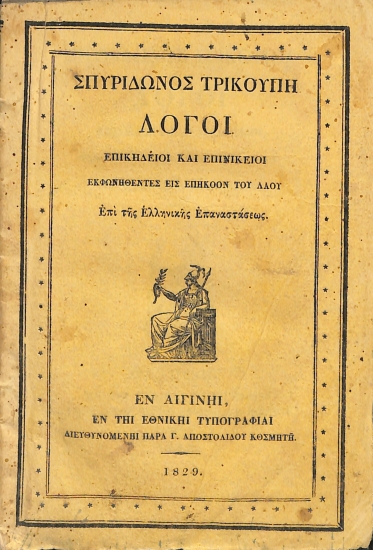 ΣΠΥΡΙΔΩΝΟΣ ΤΡΙΚΟΥΠΗ
ΛΟΓΟΙ
ΕΠΙΚΗΔΕΙΟΙ ΚΑΙ ΕΠΙΝΙΚΕΙΟΙ
ΕΚΦΩΝΗΘΕΝΤΕΣ ΕΙΣ ΕΠΗΚΟΟΝ ΤΟΥ ΛΑΟΥ
Ἐπὶ τῆς Ἑλληνικῆς Ἐπαναστάσεως.
ΕΝ ΑΙΓΙΝΗΙ,
ΕΝ ΤΗΙ ΕΘΝΙΚΗΙ ΤΥΠΟΓΡΑΦΙΑΙ
ΔΙΕΥΘΥΝΟΜΕΝΗΙ ΠΑΡΑ Γ. ΑΠΟΣΤΟΛΙΔΟΥ ΚΟΣΜΗΤΗ.
1829.